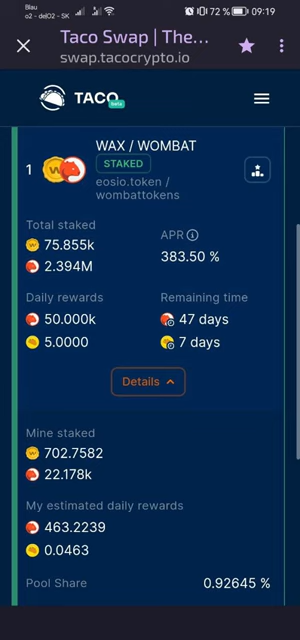 Blau
o2 - de/O2 - SK
72 %
09:19
Taco Swap | The...
swap.tacocrypto.io
TACO
beta
1
WAX / WOMBAT
STAKED
eosio.token /
wombattokens
Total staked
APR
75.855k
383.50 %
2.394M
Daily rewards
Remaining time
50.000k
47 days
5.0000
7 days
Details
Mine staked
702.7582
22.178k
My estimated daily rewards
463.2239
0.0463
Pool Share
0.92645 %